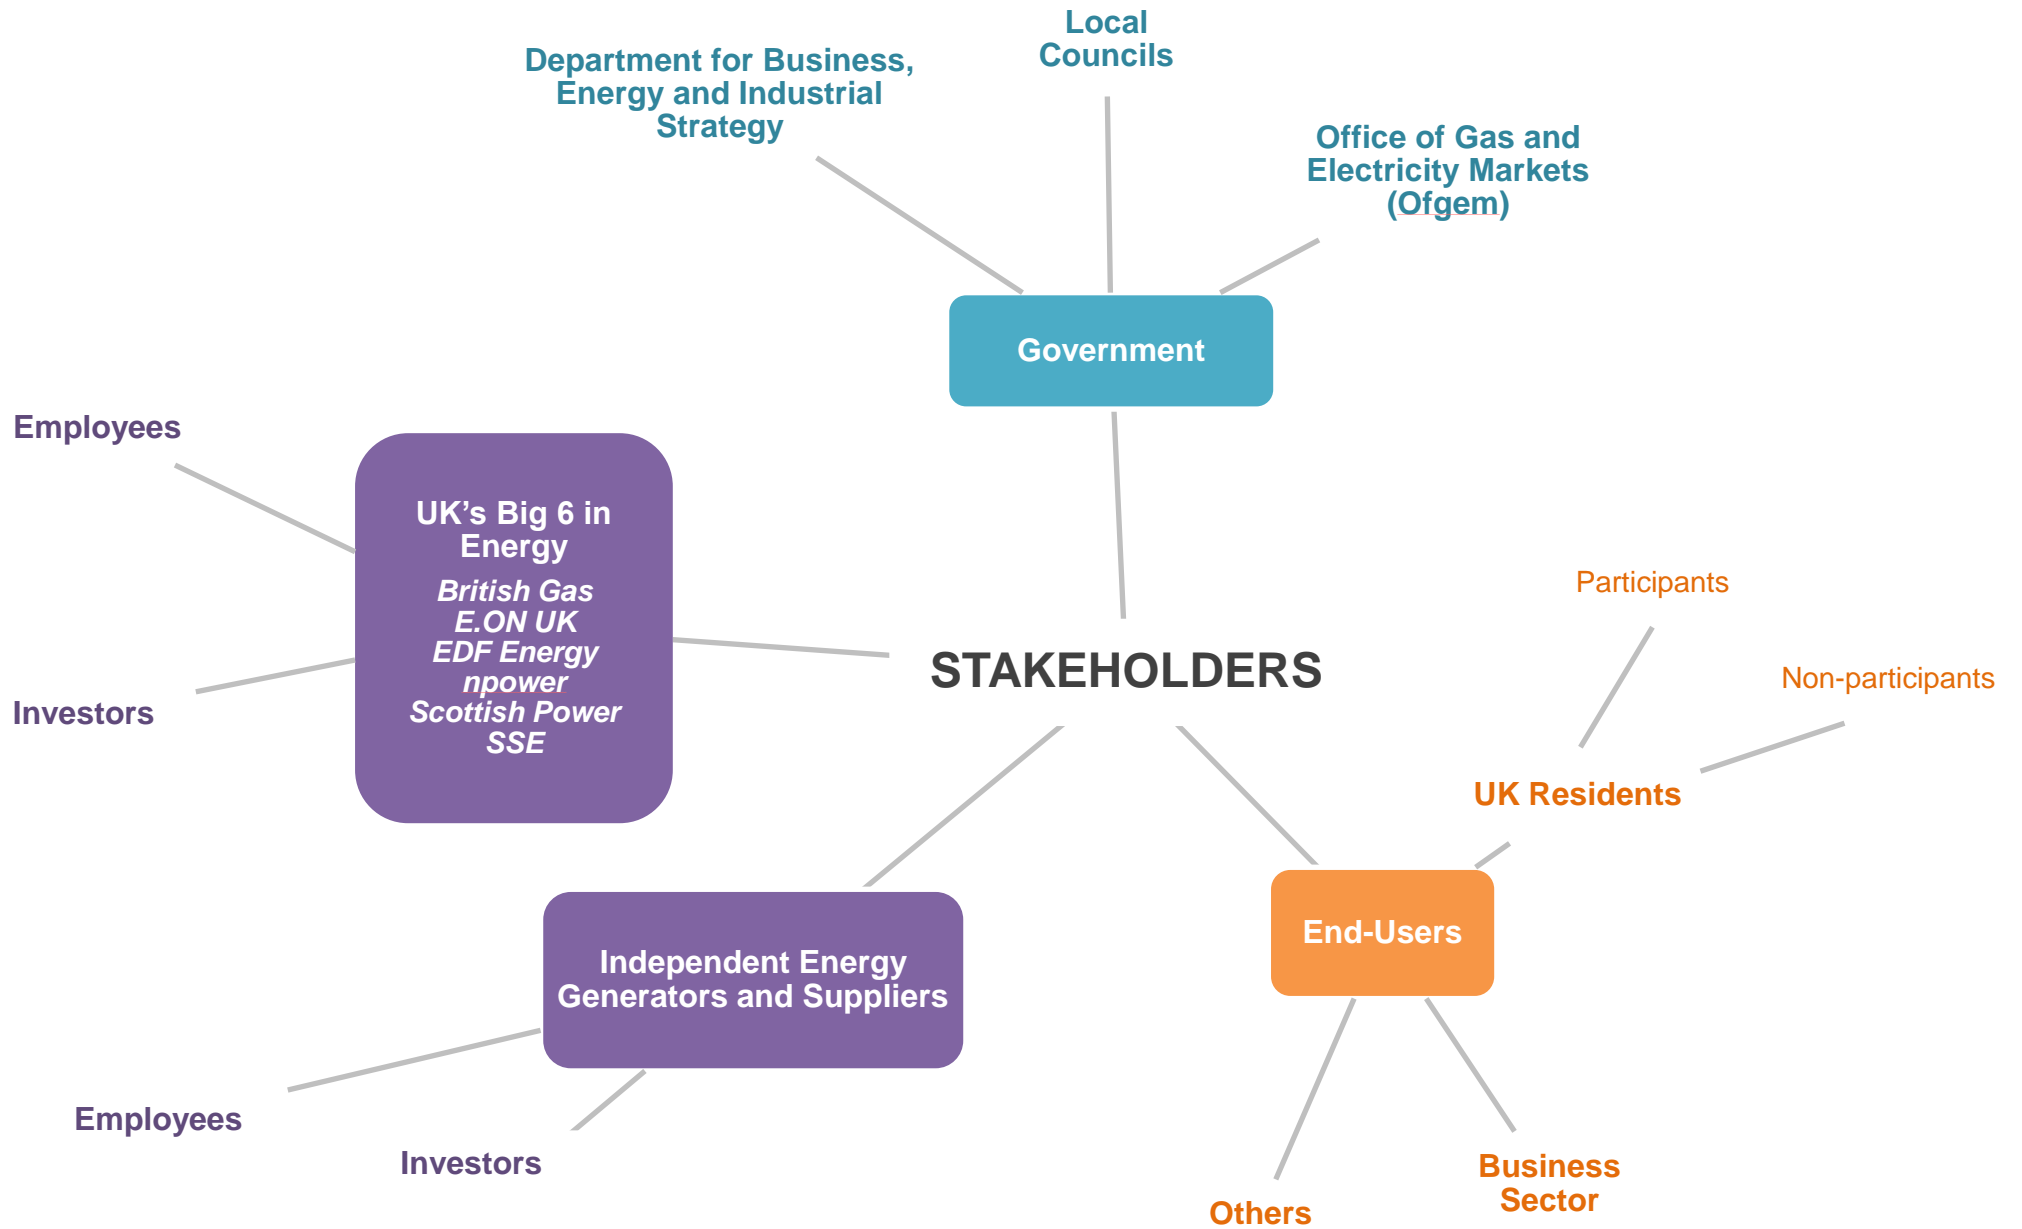 Local
Councils
Department for Business,
Energy and Industrial
Strategy
Office of Gas and
Electricity Markets
(Ofgem)
Government
Employees
UK’s Big 6 in
Energy
British Gas
E.ON UK
EDF Energy
npower
Scottish Power
SSE
Investors
STAKEHOLDERS
Participants
Non-participants
UK Residents
End-Users
Independent Energy
Generators and Suppliers
Employees
Investors
Others
Business
Sector